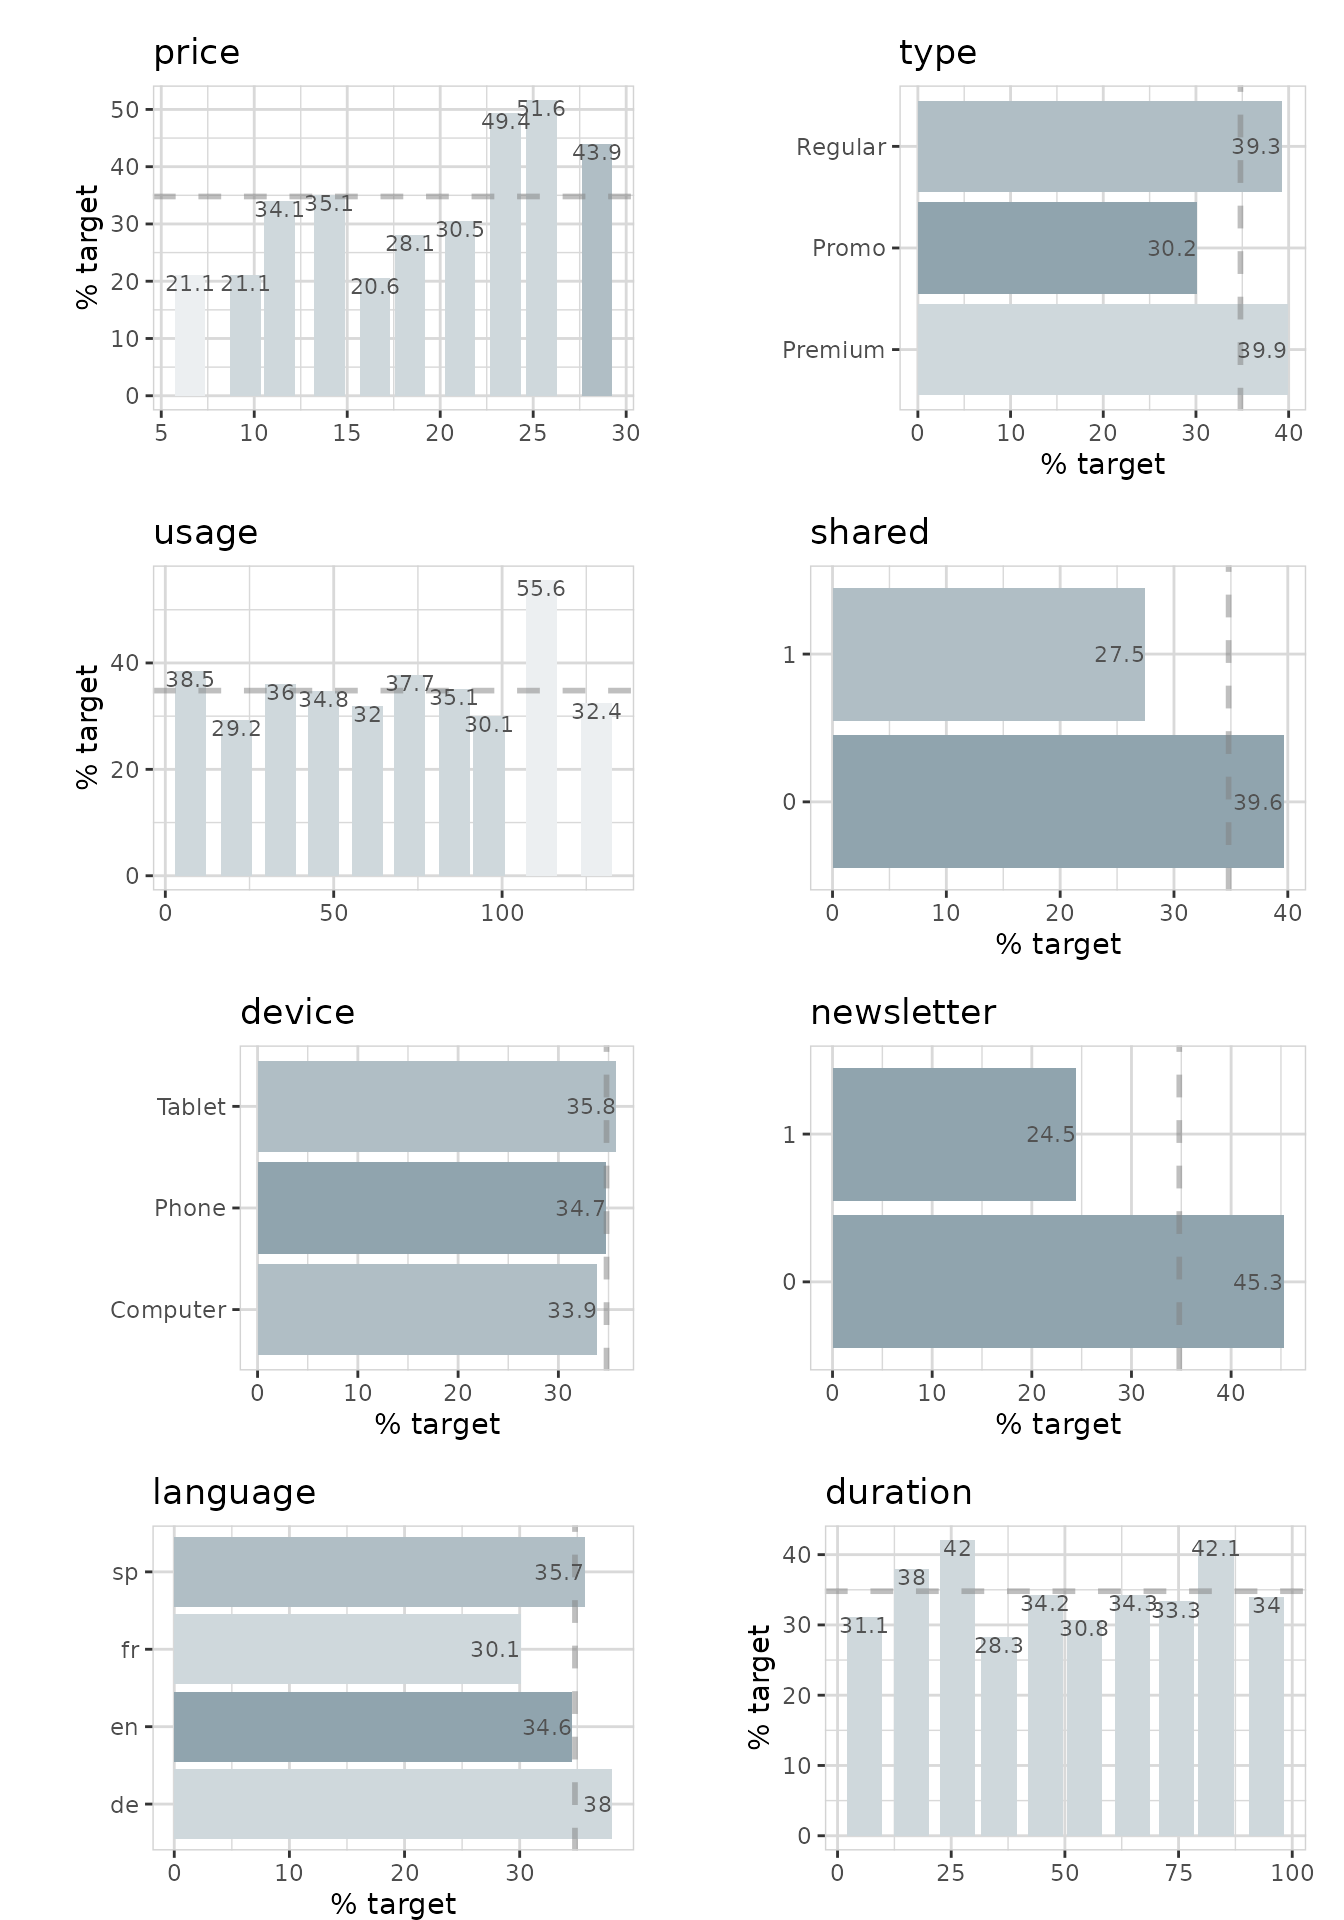 price
% target
50
40
30
20
10
0
21.1
21.1
34.1
35.1
20.6
28.1
30.5
49.4
51.6
43.9
5 10 15 20 25 30
type
Regular
39.3
Promo
30.2
Premium
39.9
0 10 20 30 40
% target
usage
% target
40
20
0
38.5
29.2
36
34.8
32
37.7
35.1
30.1
55.6
32.4
0 50 100
shared
1
27.5
0
39.6
0 10 20 30 40
% target
device
Tablet
35.8
Phone
34.7
Computer
33.9
0 10 20 30
% target
newsletter
1
24.5
0
45.3
0 10 20 30 40
% target
language
sp
35.7
fr
30.1
en
34.6
de
38
0 10 20 30
% target
duration
% target
40
30
20
10
0
31.1
38
42
28.3
34.2
30.8
34.3
33.3
42.1
34
0 25 50 75 100